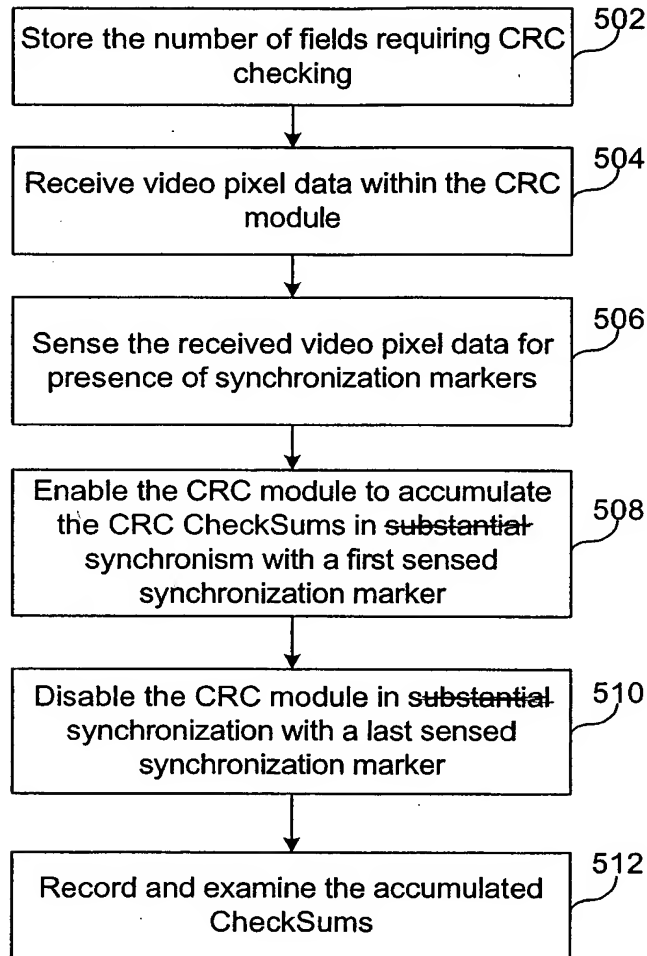 Store the number of fields requiring CRC
checking
502
Receive video pixel data within the CRC
module
504
Sense the received video pixel data for
presence of synchronization markers
506
Enable the CRC module to accumulate
the CRC CheckSums in substantial
synchronism with a first sensed
synchronization marker
508
Disable the CRC module in substantial
synchronization with a last sensed
synchronization marker
510
Record and examine the accumulated
CheckSums
512